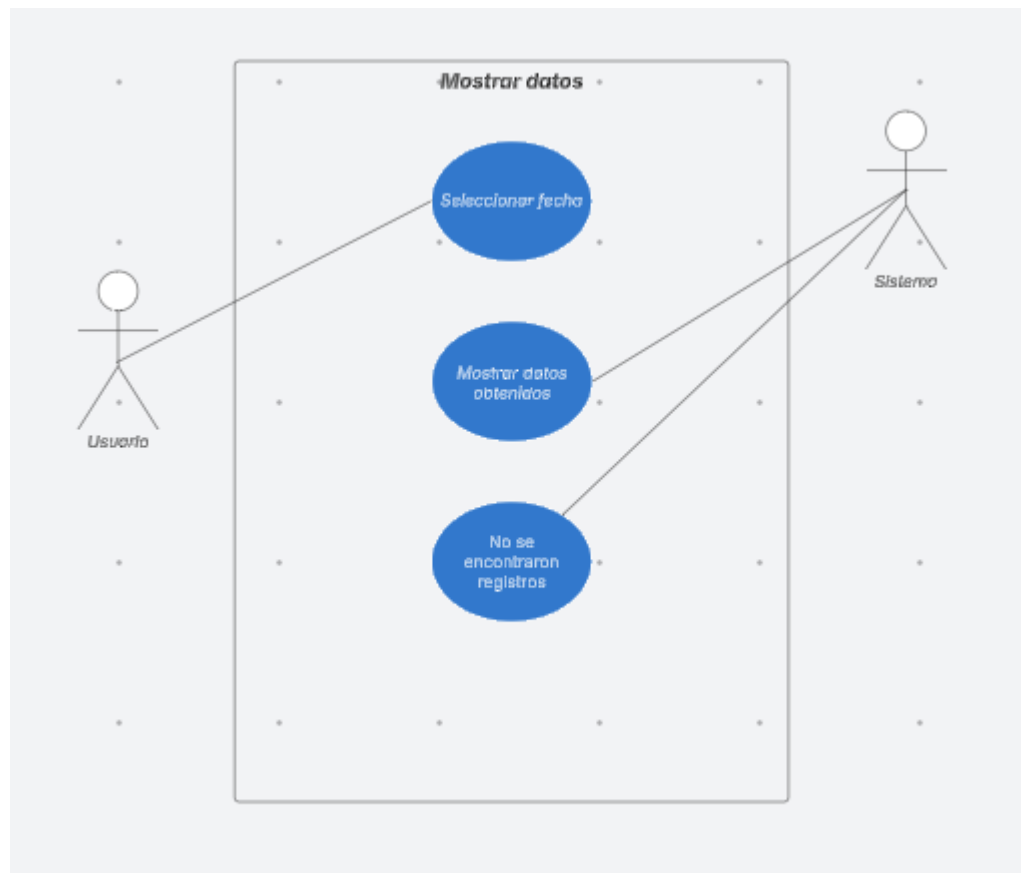 Mostrar datos
Seleccionar fecha
Sistema
Mostrar datos
obtenidos
Usuario
No se
encontraron
registros